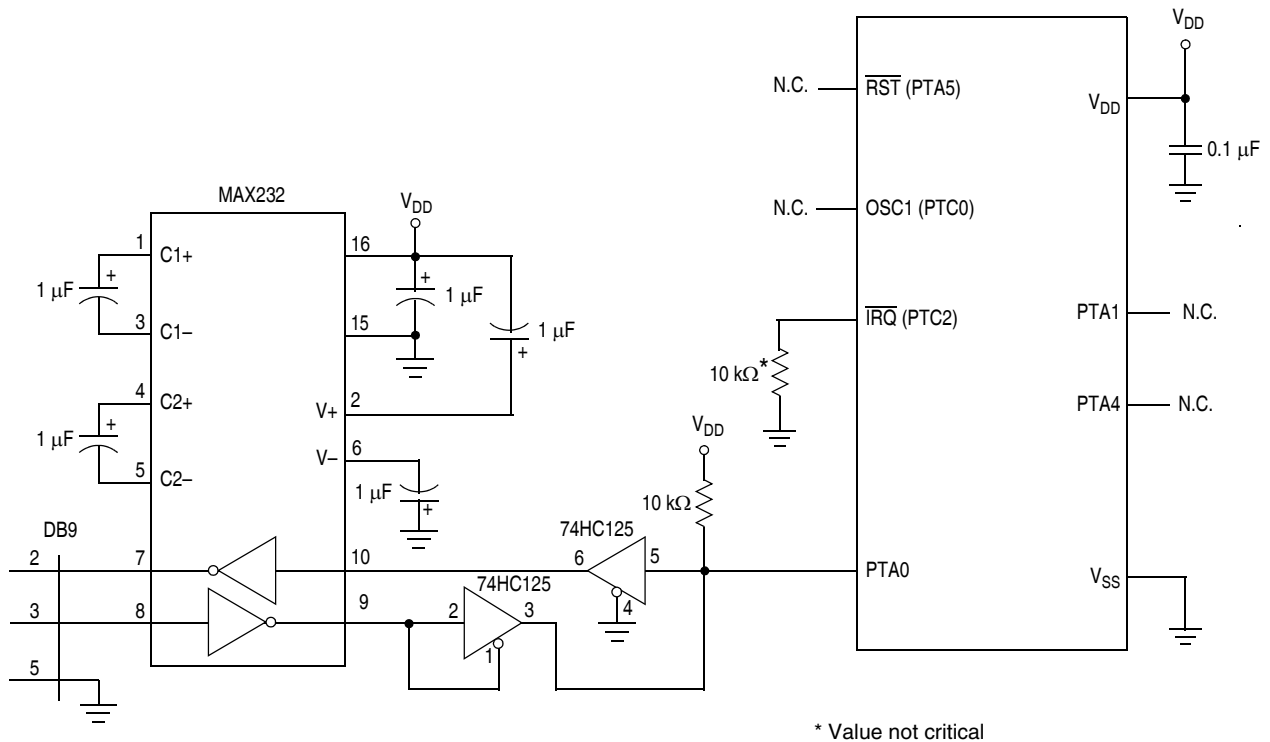 VDD
N.C.
RST (PTA5)
VDD
0.1 µF
MAX232
VDD
N.C.
OSC1 (PTC0)
1
C1+
16
1 µF
+
+
1 µF
3
C1–
15
1 µF
+
IRQ (PTC2)
PTA1
N.C.
10 kΩ*
4
C2+
V+
2
PTA4
N.C.
1 µF
+
VDD
V–
6
5
C2–
1 µF
+
10 kΩ
DB9
74HC125
2
7
10
6
5
PTA0
VSS
74HC125
4
3
8
9
2
3
1
5
* Value not critical